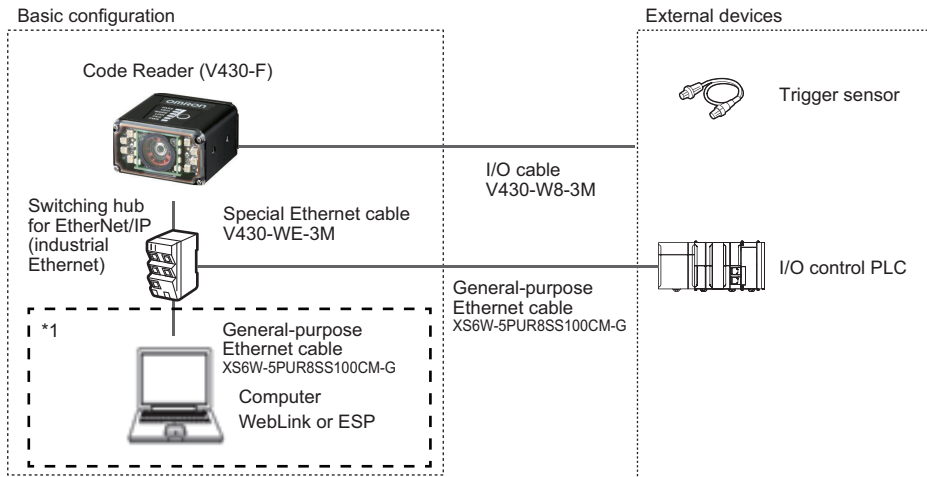 Basic configuration
External devices
Code Reader (V430-F)
omron
Trigger sensor
I/O cable
V430-W8-3M
Switching hub
for EtherNet/IP
(industrial
Ethernet)
Special Ethernet cable
V430-WE-3M
I/O control PLC
General-purpose
Ethernet cable
XS6W-5PUR8SS100CM-G
*1
General-purpose
Ethernet cable
XS6W-5PUR8SS100CM-G
Computer
WebLink or ESP